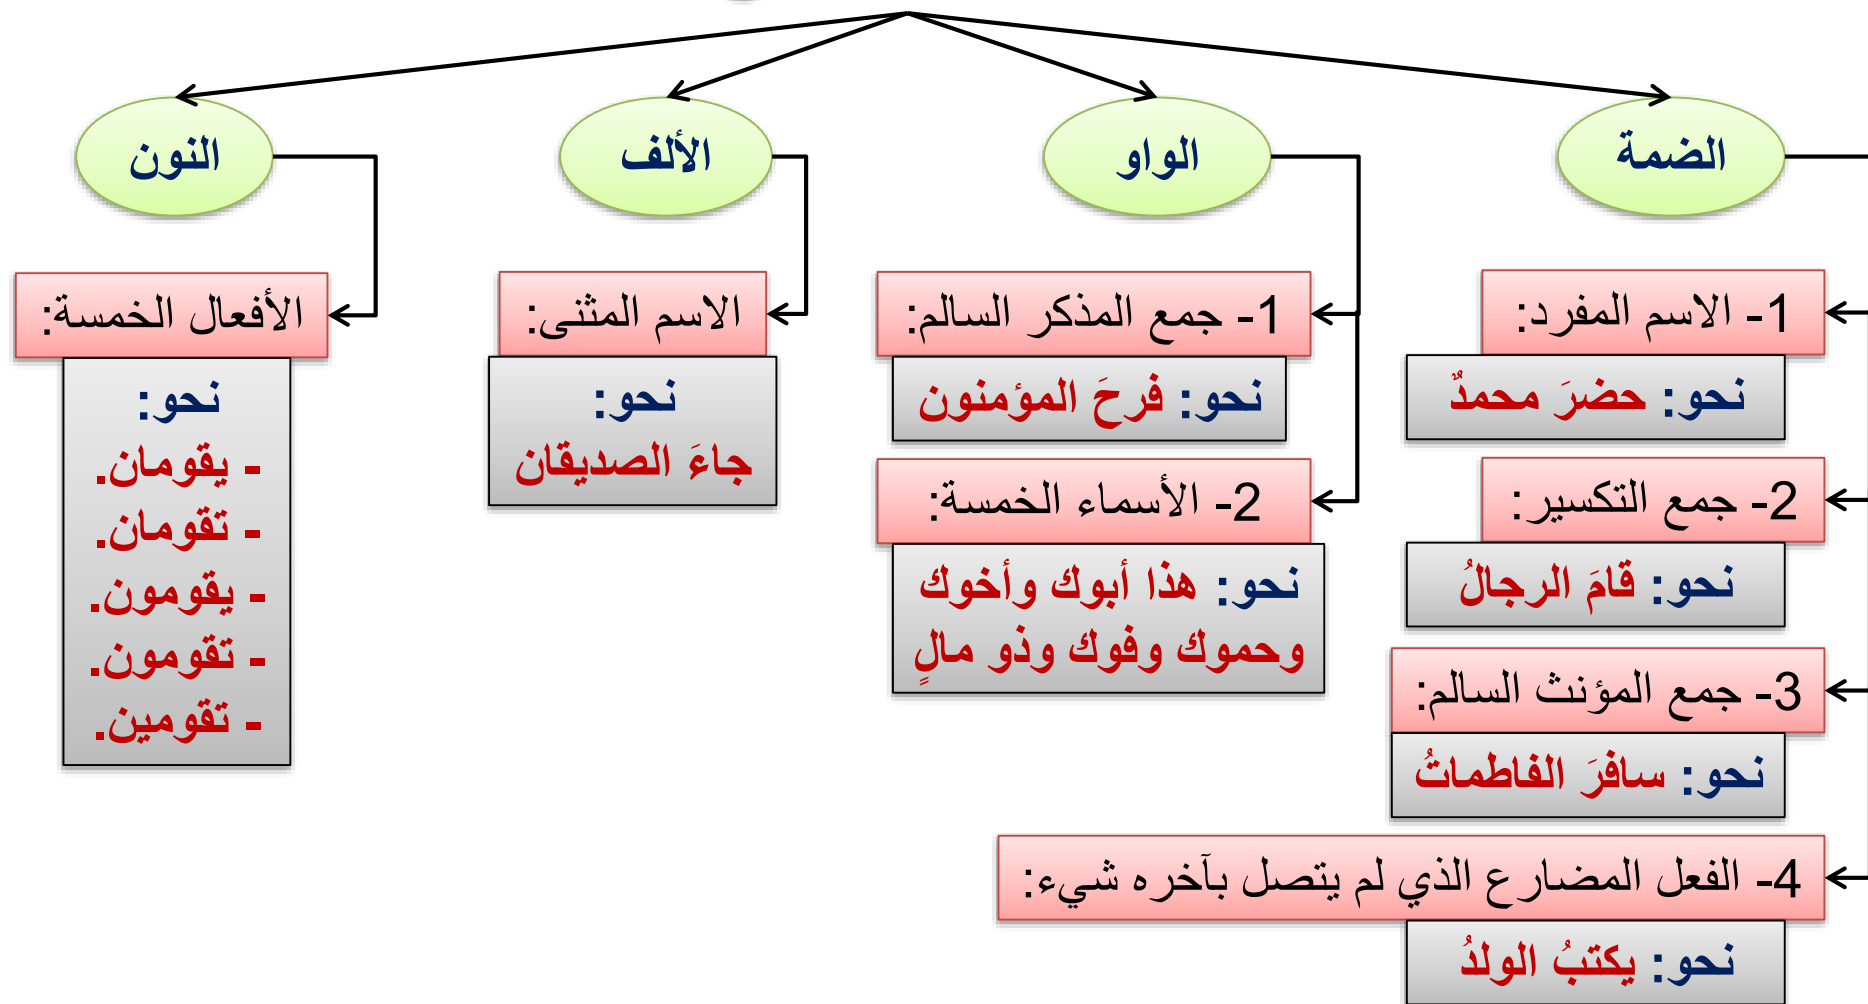 الضمة
1- الاسم المفرد:
نحو: حضرَ محمدٌ
2- جمع التكسير:
نحو: قامَ الرجالُ
3- جمع المؤنث السالم:
نحو: سافرَ الفاطماتُ
4- الفعل المضارع الذي لم يتصل بآخره شيء:
نحو: يكتبُ الولدُ
الواو
1- جمع المذكر السالم:
نحو: فرحَ المؤمنون
2- الأسماء الخمسة:
نحو: هذا أبوك وأخوك
وحموك وفوك وذو مالٍ
الألف
الاسم المثنى:
نحو:
جاءَ الصديقان
النون
الأفعال الخمسة:
نحو:
- يقومان.
- تقومان.
- يقومون.
- تقومون.
- تقومين.